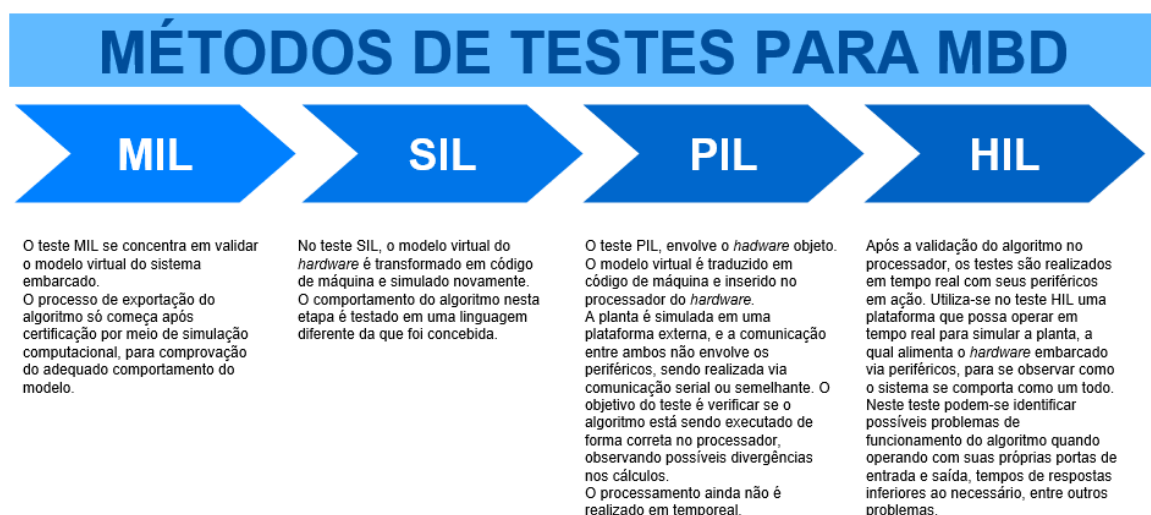 MÉTODOS DE TESTES PARA MBD
MIL
SIL
PIL
HIL
O teste MIL se concentra em validar
o modelo virtual do sistema
embarcado.
O processo de exportação do
algoritmo só começa após
certificação por meio de simulação
computacional, para comprovação
do adequado comportamento do
modelo.
No teste SIL, o modelo virtual do
hardware é transformado em código
de máquina e simulado novamente.
O comportamento do algoritmo nesta
etapa é testado em uma linguagem
diferente da que foi concebida.
O teste PIL, envolve o hadware objeto.
O modelo virtual é traduzido em
código de máquina e inserido no
processador do hardware.
A planta é simulada em uma
plataforma externa, e a comunicação
entre ambos não envolve os
periféricos, sendo realizada via
comunicação serial ou semelhante. O
objetivo do teste é verificar se o
algoritmo está sendo executado de
forma correta no processador,
observando possíveis divergências
nos cálculos.
O processamento ainda não é
realizado em temporeal.
Após a validação do algoritmo no
processador, os testes são realizados
em tempo real com seus periféricos
em ação. Utiliza-se no teste HIL uma
plataforma que possa operar em
tempo real para simular a planta, a
qual alimenta o hardware embarcado
via periféricos, para se observar como
o sistema se comporta como um todo.
Neste teste podem-se identificar
possíveis problemas de
funcionamento do algoritmo quando
operando com suas próprias portas de
entrada e saída, tempos de respostas
inferiores ao necessário, entre outros
problemas.